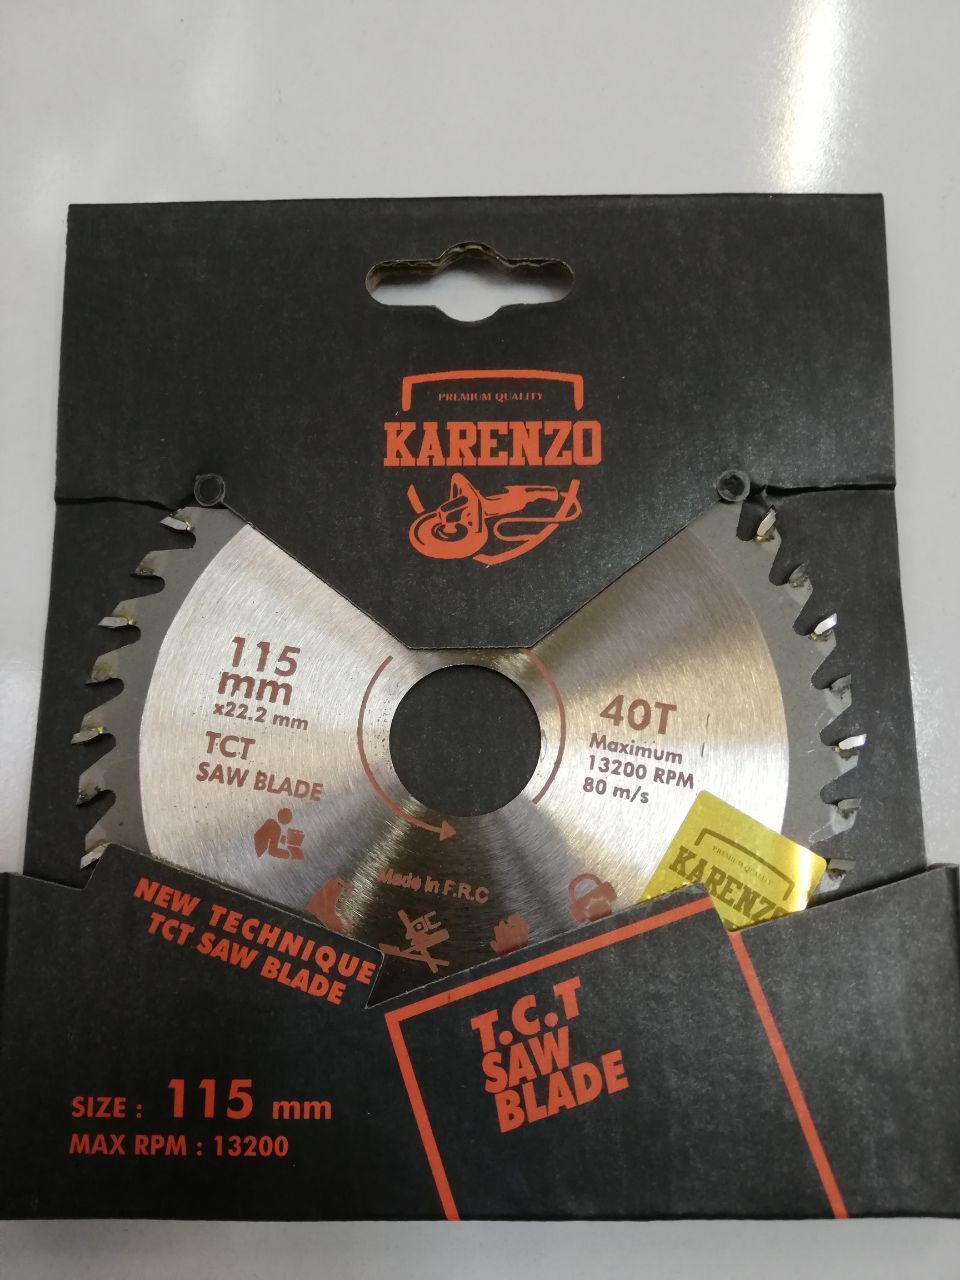 PREMIUM QUALITY
KARENZO
115
mm
x22.2 mm
TCT
SAW BLADE
40T
Maximum
13200 RPM
80 m/s
Made in F.R.C
PREMIUM QUALITY
KARENZO
NEW TECHNIQUE
TCT SAW BLADE
T.C.T
SAW
BLADE
SIZE : 115 mm
MAX RPM : 13200